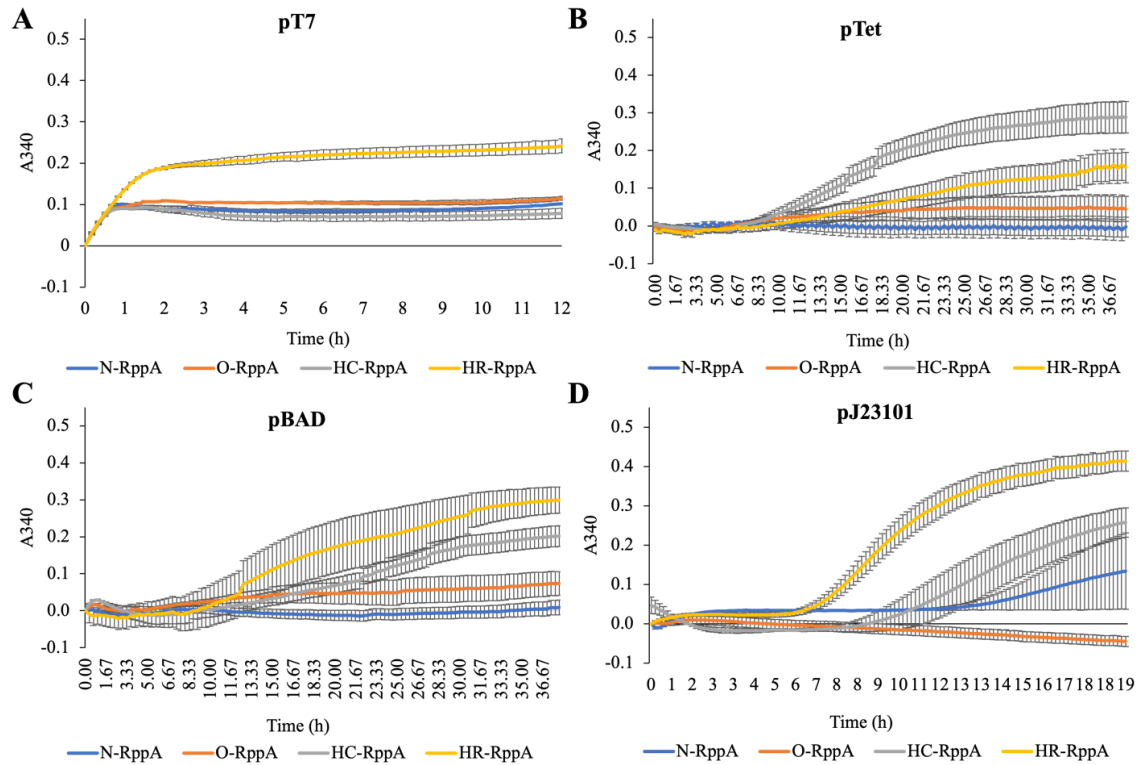 A
pT7
0.5
0.4
0.3
0.2
0.1
0
-0.1
A340
0 1 2 3 4 5 6 7 8 9 10 11 12
Time (h)
N-RppA O-RppA HC-RppA HR-RppA
B
pTet
0.5
0.4
0.3
0.2
0.1
0.0
-0.1
A340
0.00 1.67 3.33 5.00 6.67 8.33 10.00 11.67 13.33 15.00 16.67 18.33 20.00 21.67 23.33 25.00 26.67 28.33 30.00 31.67 33.33 35.00 36.67
Time (h)
N-RppA O-RppA HC-RppA HR-RppA
C
pBAD
0.5
0.4
0.3
0.2
0.1
0.0
-0.1
A340
0.00 1.67 3.33 5.00 6.67 8.33 10.00 11.67 13.33 15.00 16.67 18.33 20.00 21.67 23.33 25.00 26.67 28.33 30.00 31.67 33.33 35.00 36.67
Time (h)
N-RppA O-RppA HC-RppA HR-RppA
D
pJ23101
0.5
0.4
0.3
0.2
0.1
0.0
-0.1
A340
0 1 2 3 3 4 5 6 7 8 8 9 10 11 12 13 13 14 15 16 17 18 18 19
Time (h)
N-RppA O-RppA HC-RppA HR-RppA